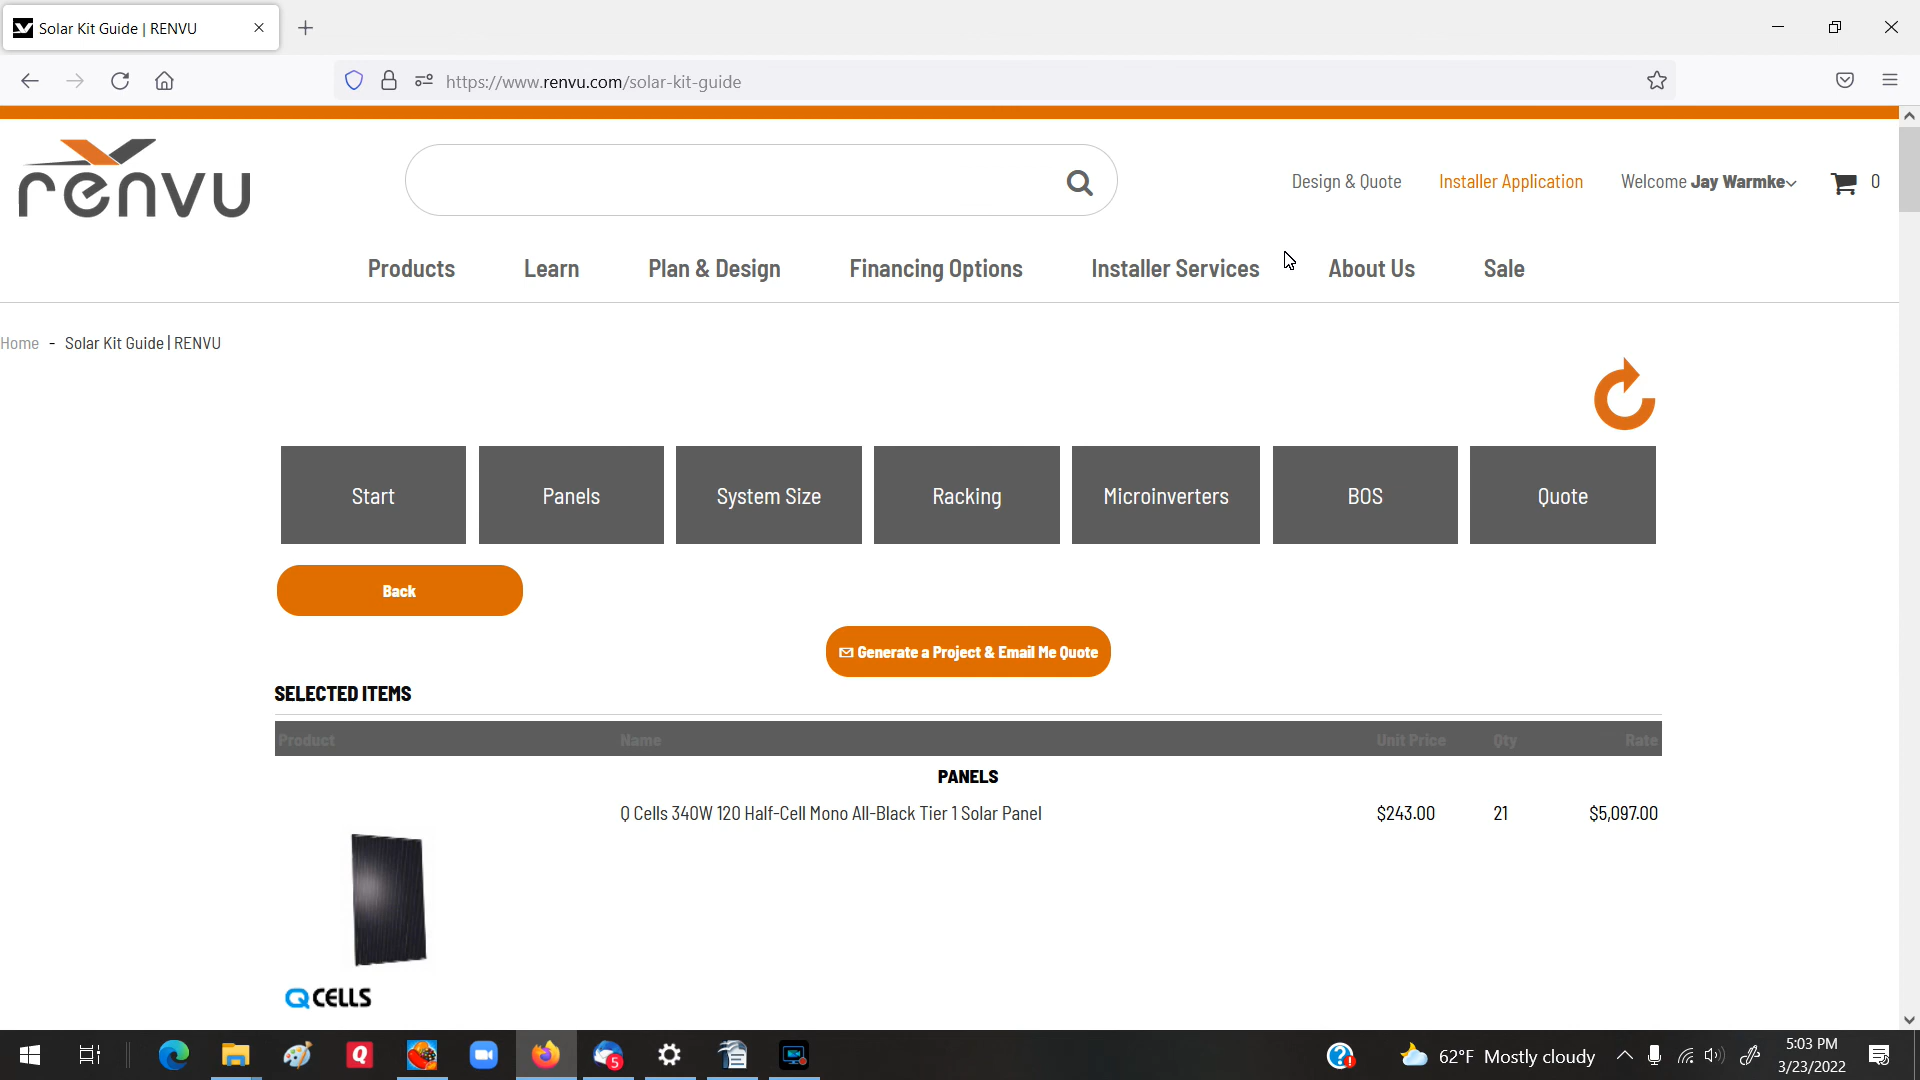 Solar Kit Guide | RENVU
https://www.renvu.com/solar-kit-guide
renvu
Design & Quote
Installer Application
Welcome Jay Warmke
0
Products
Learn
Plan & Design
Financing Options
Installer Services
About Us
Sale
Home - Solar Kit Guide | RENVU
Start
Panels
System Size
Racking
Microinverters
BOS
Quote
Back
Generate a Project & Email Me Quote
SELECTED ITEMS
Product Name Unit Price Qty Rate
PANELS
Q Cells 340W 120 Half-Cell Mono All-Black Tier 1 Solar Panel $243.00 21 $5,097.00
Q CELLS
Q
5
62°F Mostly cloudy
5:03 PM
3/23/2022